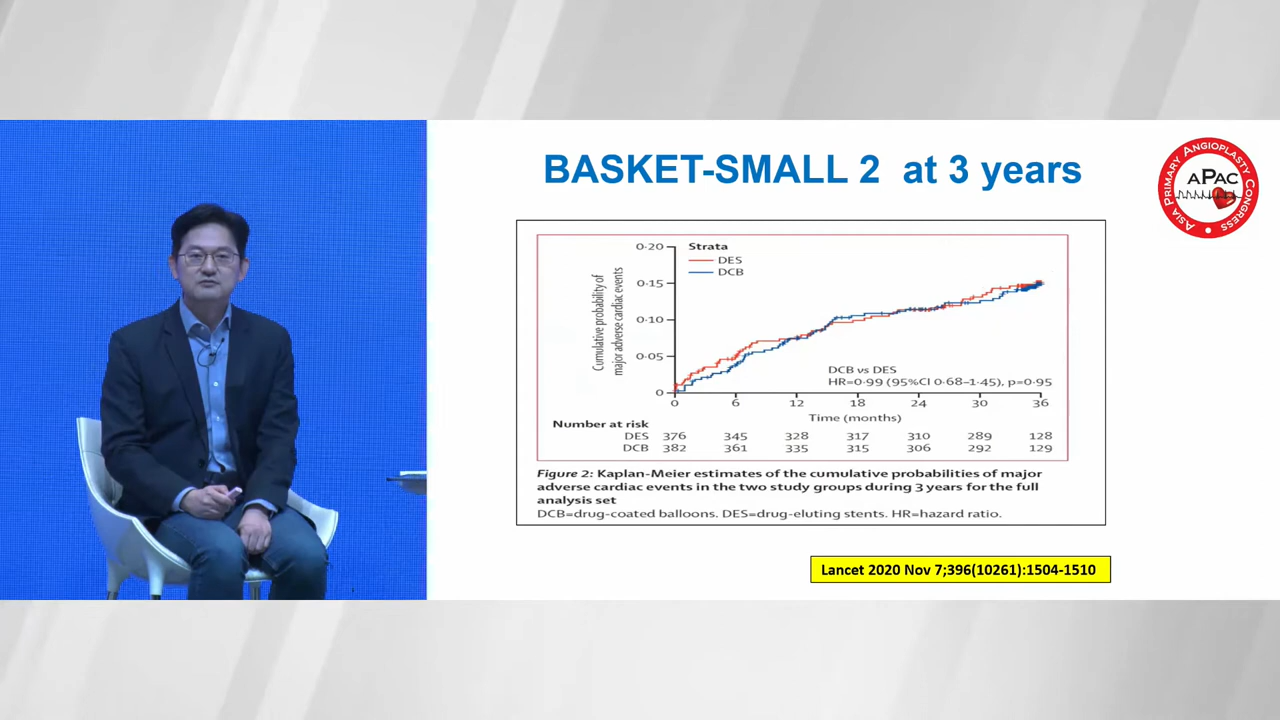 BASKET-SMALL 2 at 3 years
ASIA PRIMARY ANGIOPLASTY CONGRESS
APAC
Cumulative probability of
major adverse cardiac events
0·20
0·15
0·10
0·05
0
Strata
DES
DCB
DCB vs DES
HR=0·99 (95%CI 0·68–1·45), p=0·95
0 6 12 18 24 30 36
Time (months)
Number at risk
DES 376 345 328 317 310 289 128
DCB 382 361 335 315 306 292 129
Figure 2: Kaplan-Meier estimates of the cumulative probabilities of major
adverse cardiac events in the two study groups during 3 years for the full
analysis set
DCB=drug-coated balloons. DES=drug-eluting stents. HR=hazard ratio.
Lancet 2020 Nov 7;396(10261):1504-1510